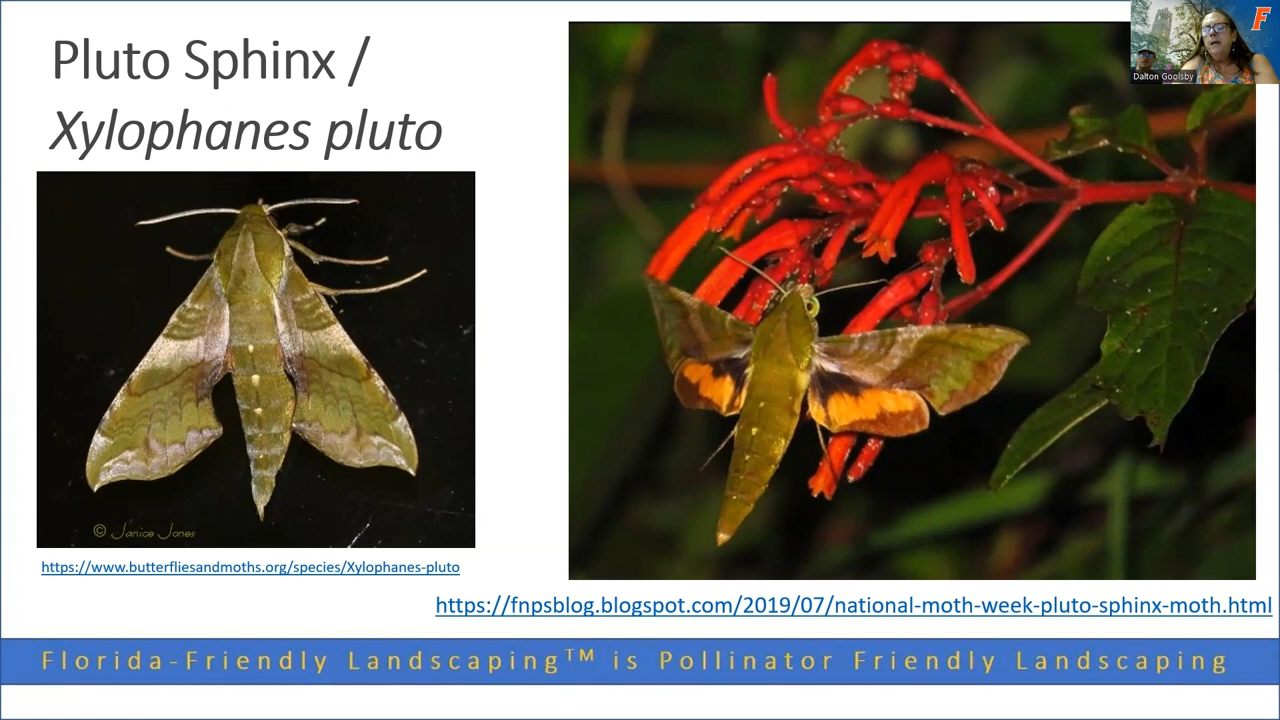 Pluto Sphinx /
Xylophanes pluto
F
Dalton Goolsby
© Janice Jones
https://www.butterfliesandmoths.org/species/Xylophanes-pluto
https://fnpsblog.blogspot.com/2019/07/national-moth-week-pluto-sphinx-moth.html
Florida-Friendly Landscaping™ is Pollinator Friendly Landscaping